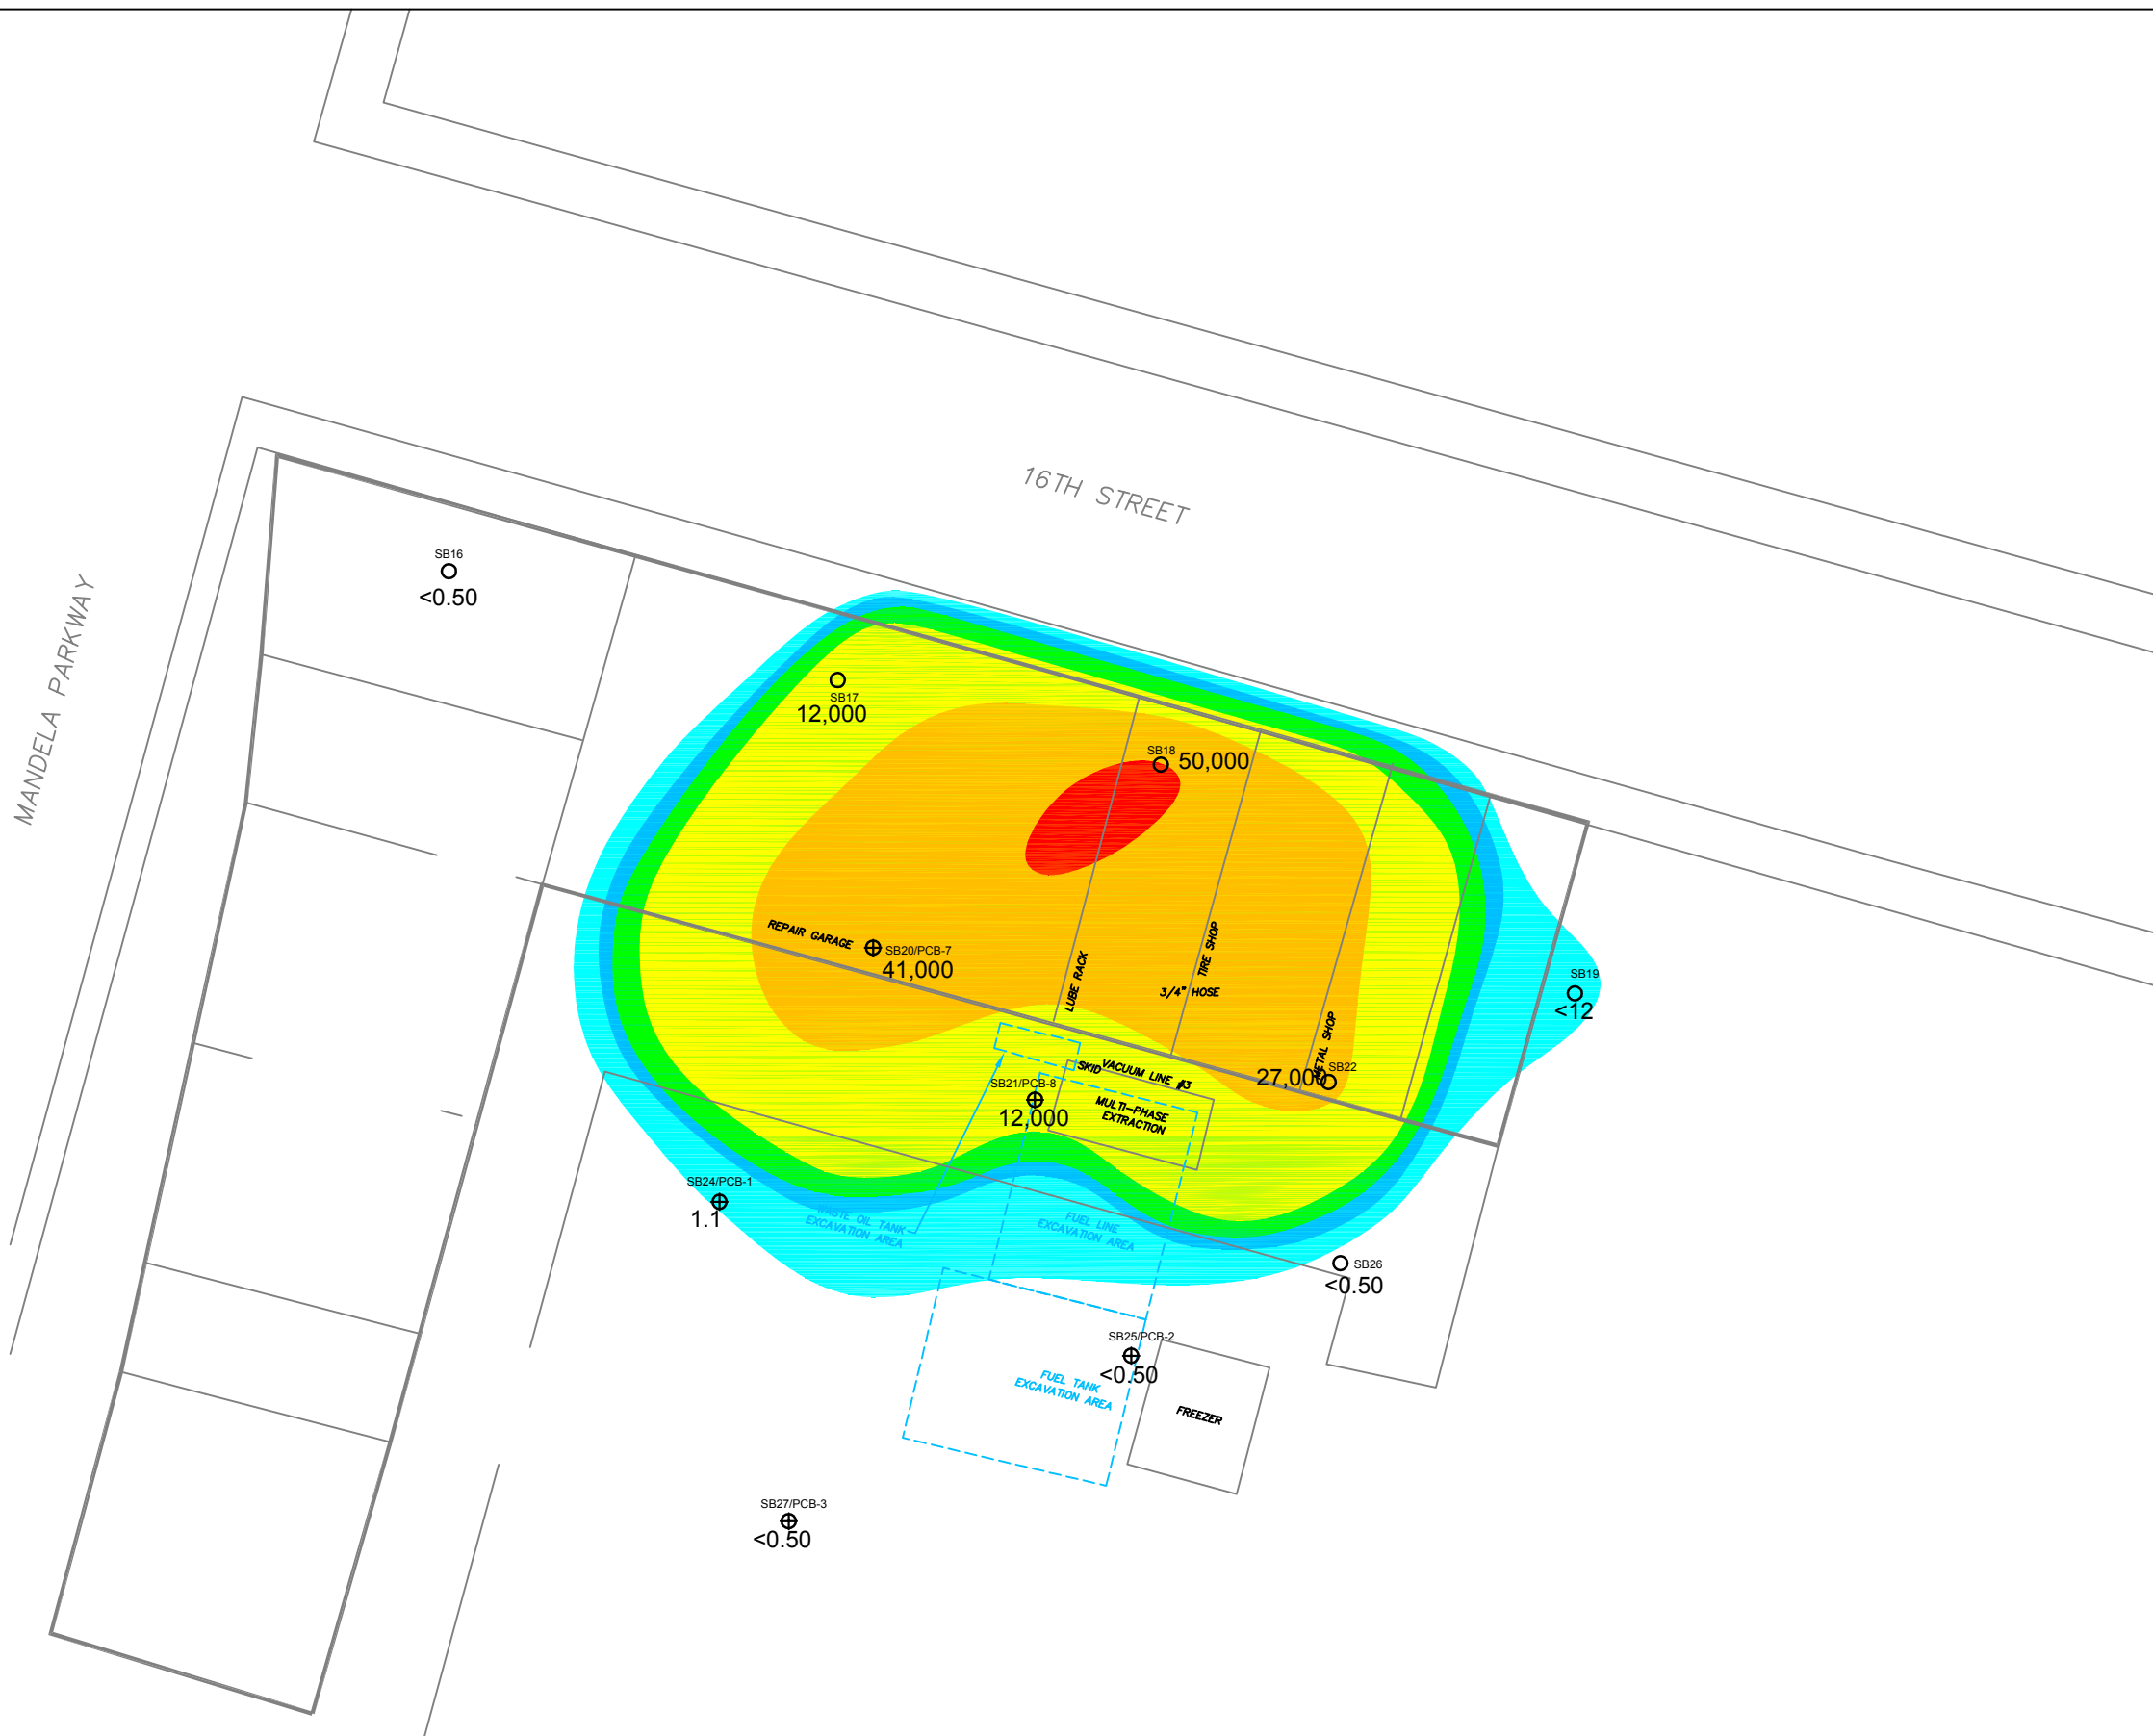 16TH STREET
MANDELA PARKWAY
SB16
<0.50
SB17
12,000
SB18
50,000
REPAIR GARAGE
SB20/PCB-7
41,000
LUBE RACK
TIRE SHOP
3/4" HOSE
METAL SHOP
SB19
<12
SB22
27,000
VACUUM LINE #3
SKID
SB21/PCB-8
12,000
MULTI-PHASE
EXTRACTION
SB24/PCB-1
1.1
WASTE OIL TANK
EXCAVATION AREA
FUEL LINE
EXCAVATION AREA
SB26
<0.50
SB25/PCB-2
<0.50
FUEL TANK
EXCAVATION AREA
FREEZER
SB27/PCB-3
<0.50